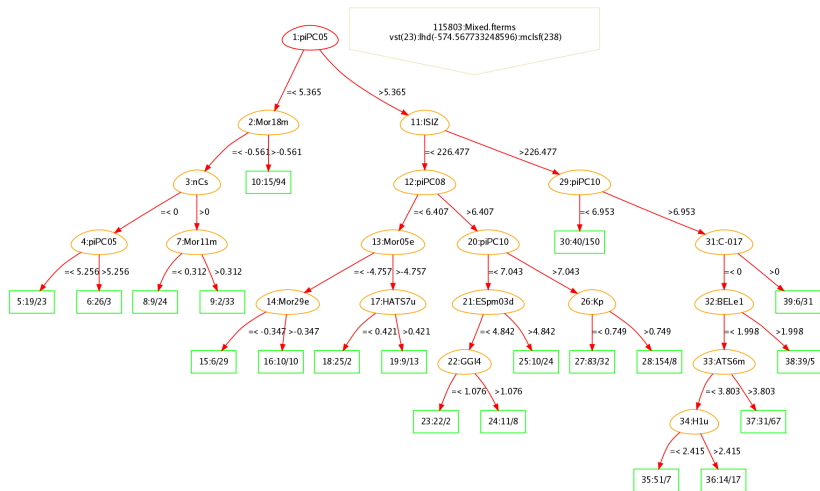 115803:Mixed.fterms
vst(23):lhd(-574.567733248596):mclsf(238)
1:piPC05
=< 5.365
>5.365
2:Mor18m
11:ISIZ
=< -0.561
>-0.561
=< 226.477
>226.477
3:nCs
10:15/94
12:piPC08
29:piPC10
=< 0
>0
=< 6.407
>6.407
=< 6.953
>6.953
4:piPC05
7:Mor11m
13:Mor05e
20:piPC10
30:40/150
31:C-017
=< 5.256
>5.256
=< 0.312
>0.312
=< -4.757
>-4.757
=< 7.043
>7.043
=< 0
>0
5:19/23
6:26/3
8:9/24
9:2/33
14:Mor29e
17:HATS7u
21:ESpm03d
26:Kp
32:BELe1
39:6/31
=< -0.347
>-0.347
=< 0.421
>0.421
=< 4.842
>4.842
=< 0.749
>0.749
=< 1.998
>1.998
15:6/29
16:10/10
18:25/2
19:9/13
22:GGI4
25:10/24
27:83/32
28:154/8
33:ATS6m
38:39/5
=< 1.076
>1.076
=< 3.803
>3.803
23:22/2
24:11/8
34:H1u
37:31/67
=< 2.415
>2.415
35:51/7
36:14/17